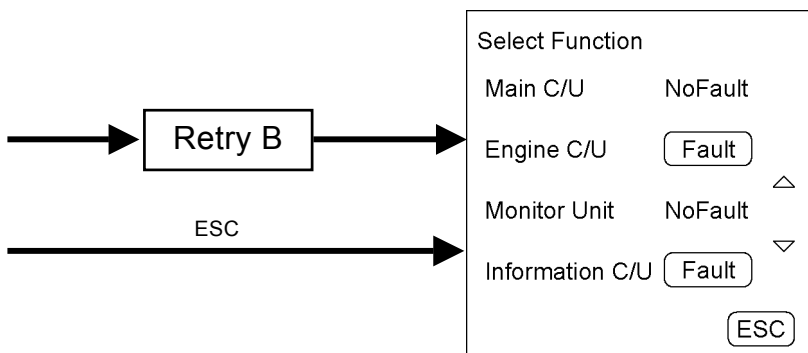 Retry B
ESC
Select Function
Main C/U NoFault
Engine C/U Fault
Monitor Unit NoFault
Information C/U Fault
ESC